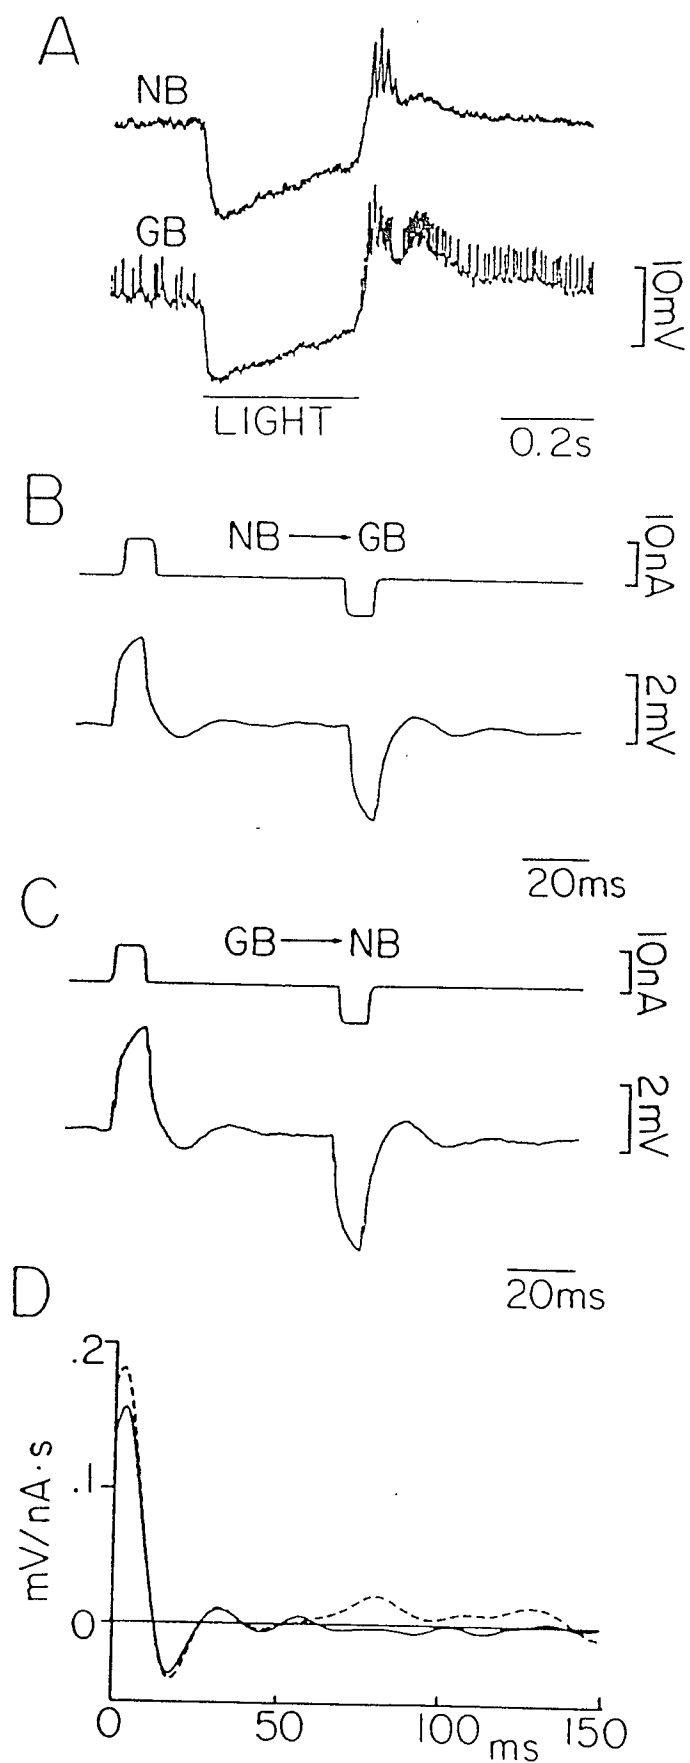 A
NB
GB
10mV
LIGHT
0.2s
B
NB → GB
10nA
2mV
20ms
C
GB → NB
10nA
2mV
20ms
D
.2
.1
0
mV/nA·s
0 50 100 ms 150